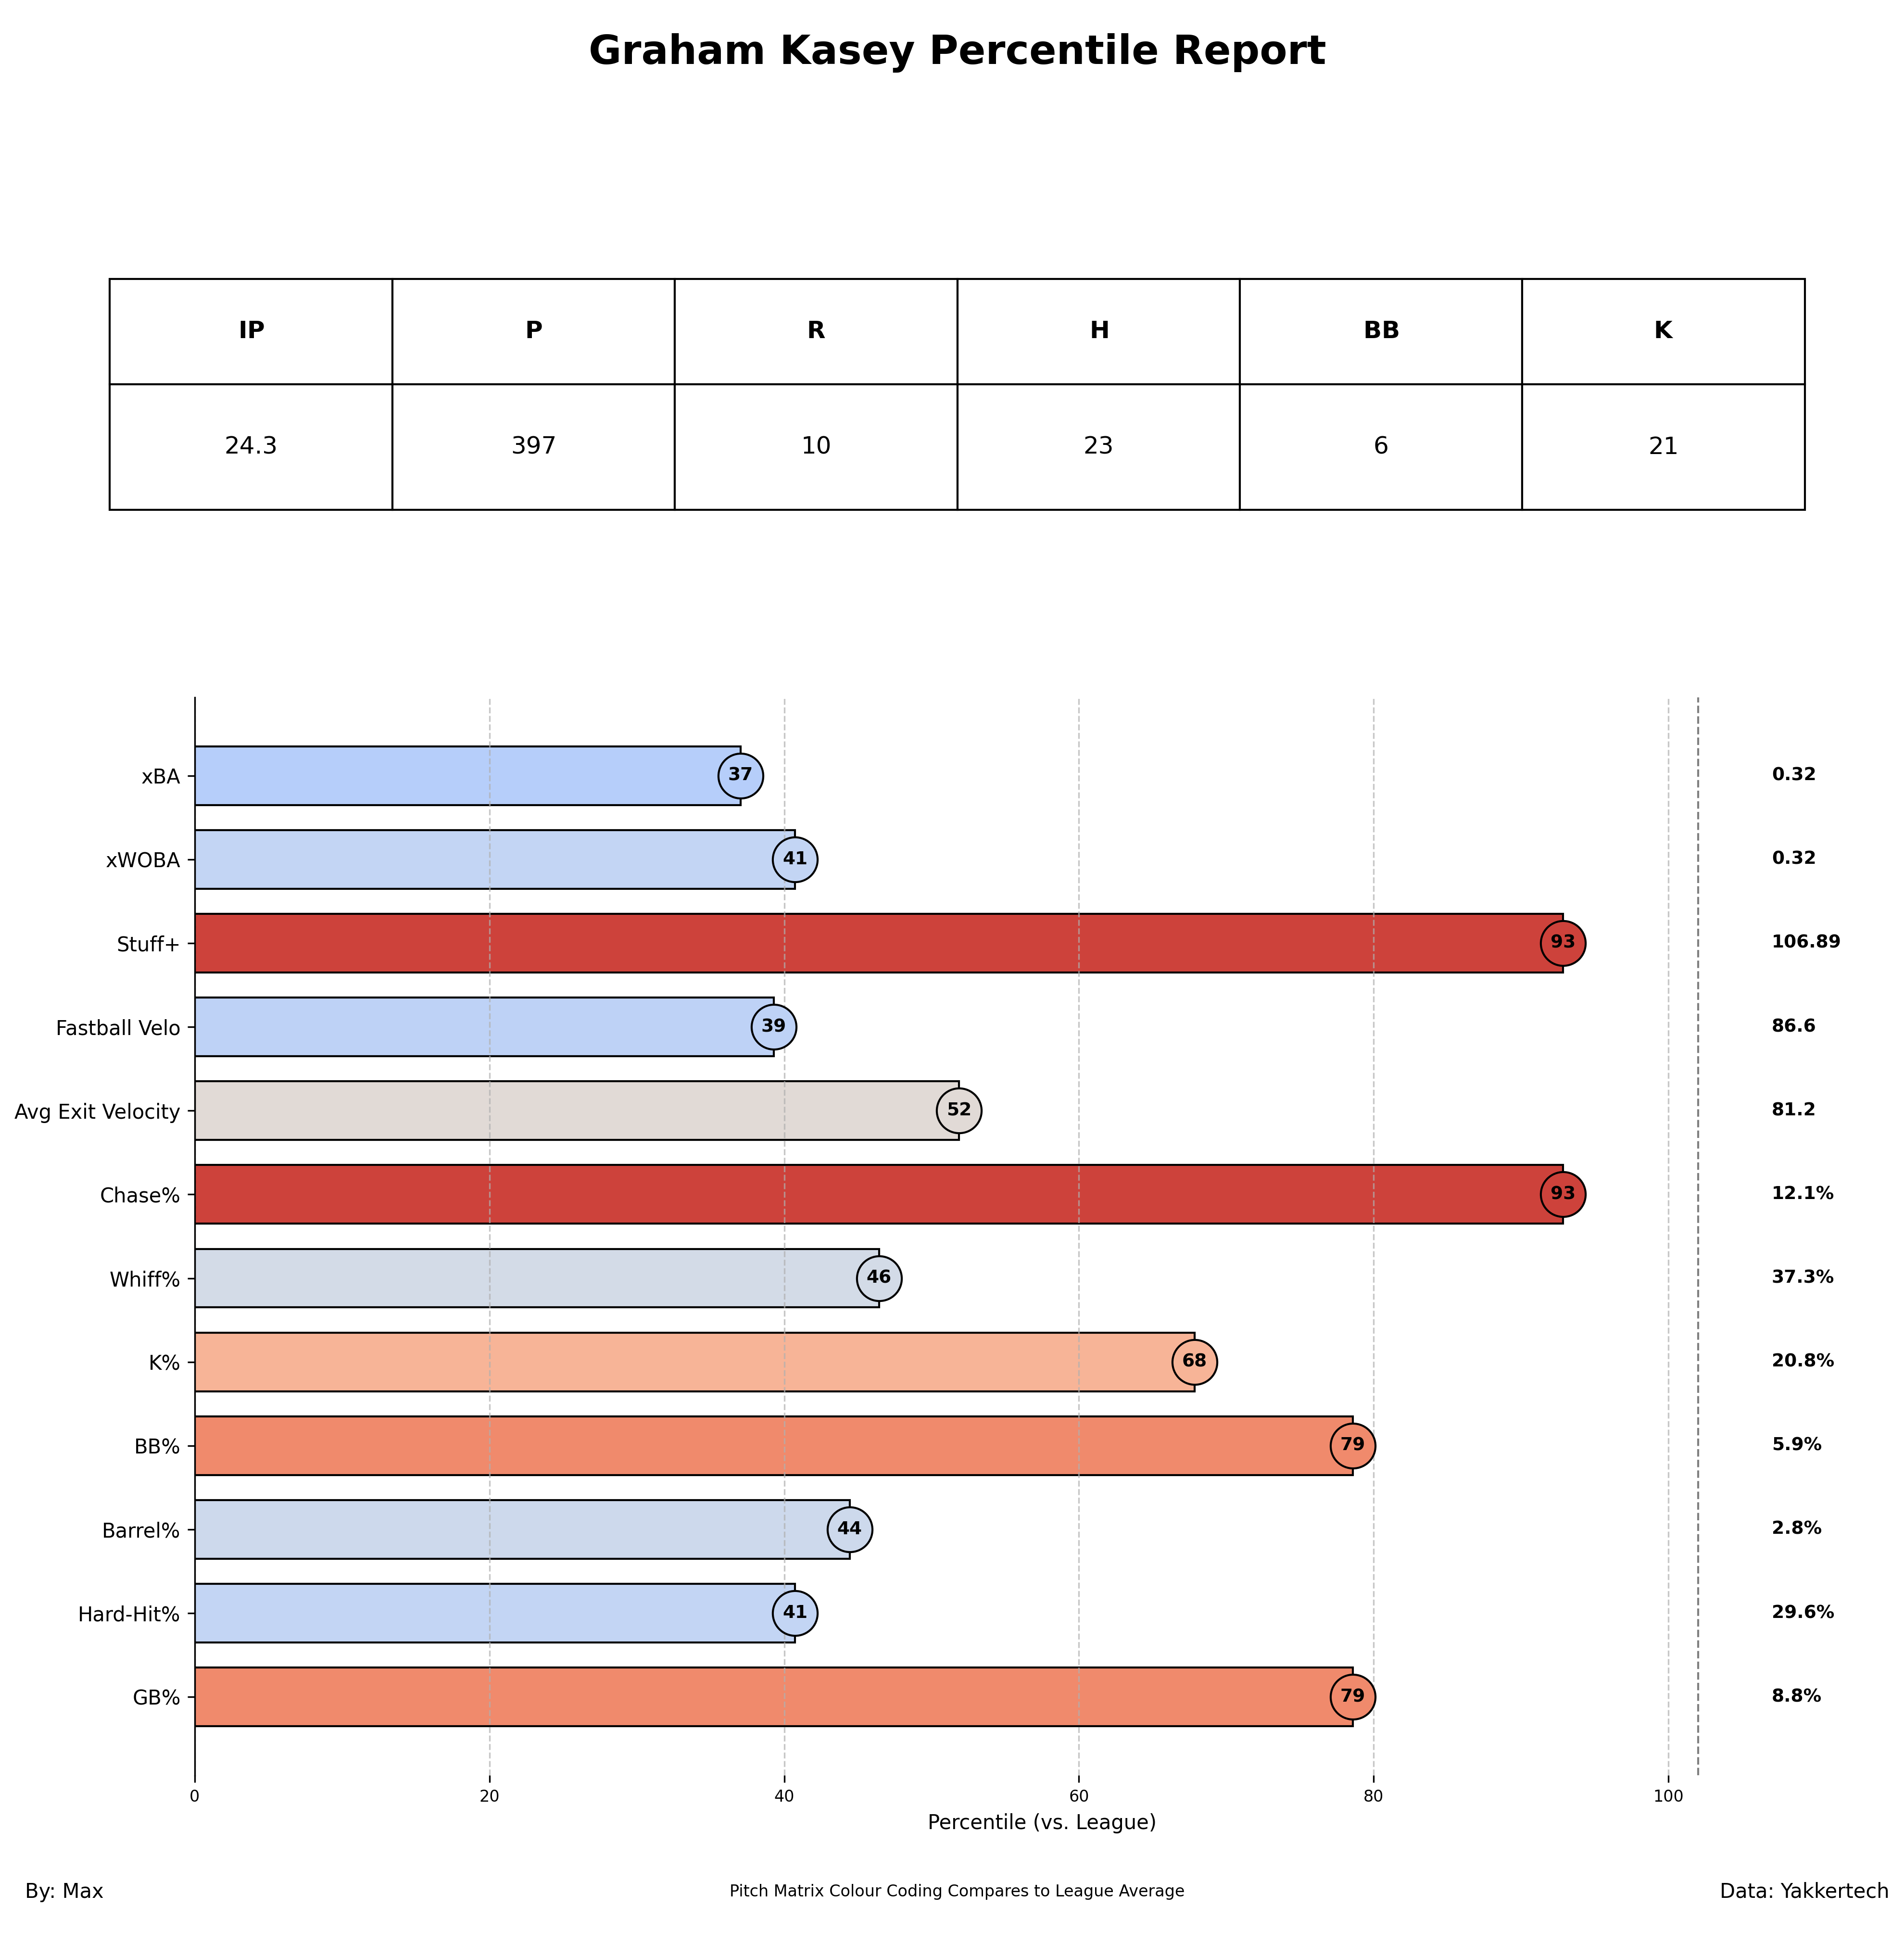 Graham Kasey Percentile Report
IP P R H BB K
24.3 397 10 23 6 21
xBA 37 0.32
xWOBA 41 0.32
Stuff+ 93 106.89
Fastball Velo 39 86.6
Avg Exit Velocity 52 81.2
Chase% 93 12.1%
Whiff% 46 37.3%
K% 68 20.8%
BB% 79 5.9%
Barrel% 44 2.8%
Hard-Hit% 41 29.6%
GB% 79 8.8%
0 20 40 60 80 100
Percentile (vs. League)
By: Max Pitch Matrix Colour Coding Compares to League Average Data: Yakkertech